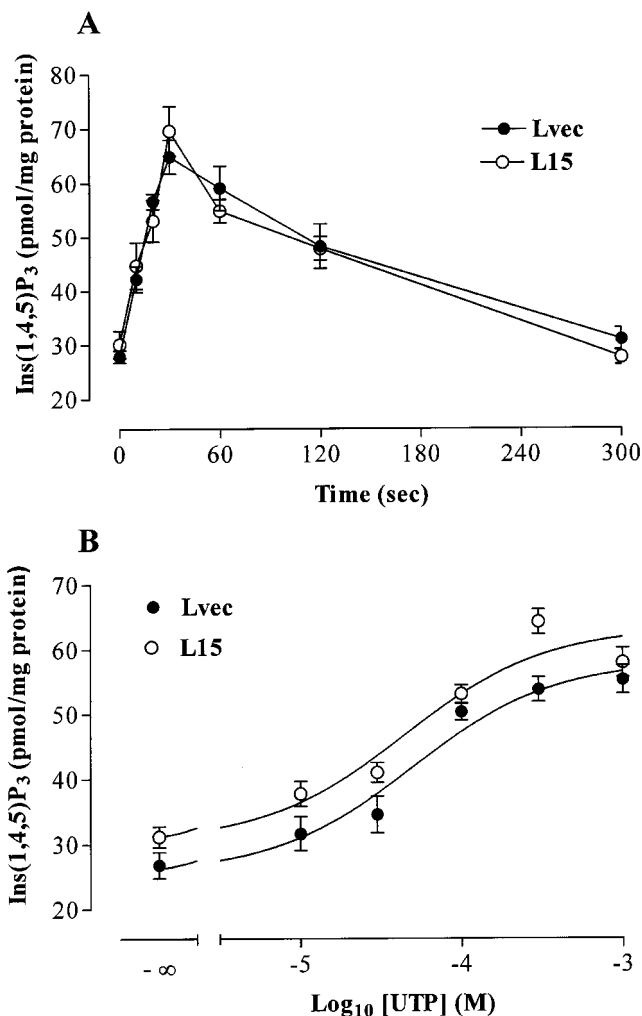 A
Ins(1,4,5)P3 (pmol/mg protein)
80
70
60
50
40
30
20
Lvec
L15
0
60
120
180
240
300
Time (sec)
B
Ins(1,4,5)P3 (pmol/mg protein)
70
60
50
40
30
20
Lvec
L15
- ∞
-5
-4
-3
Log10 [UTP] (M)